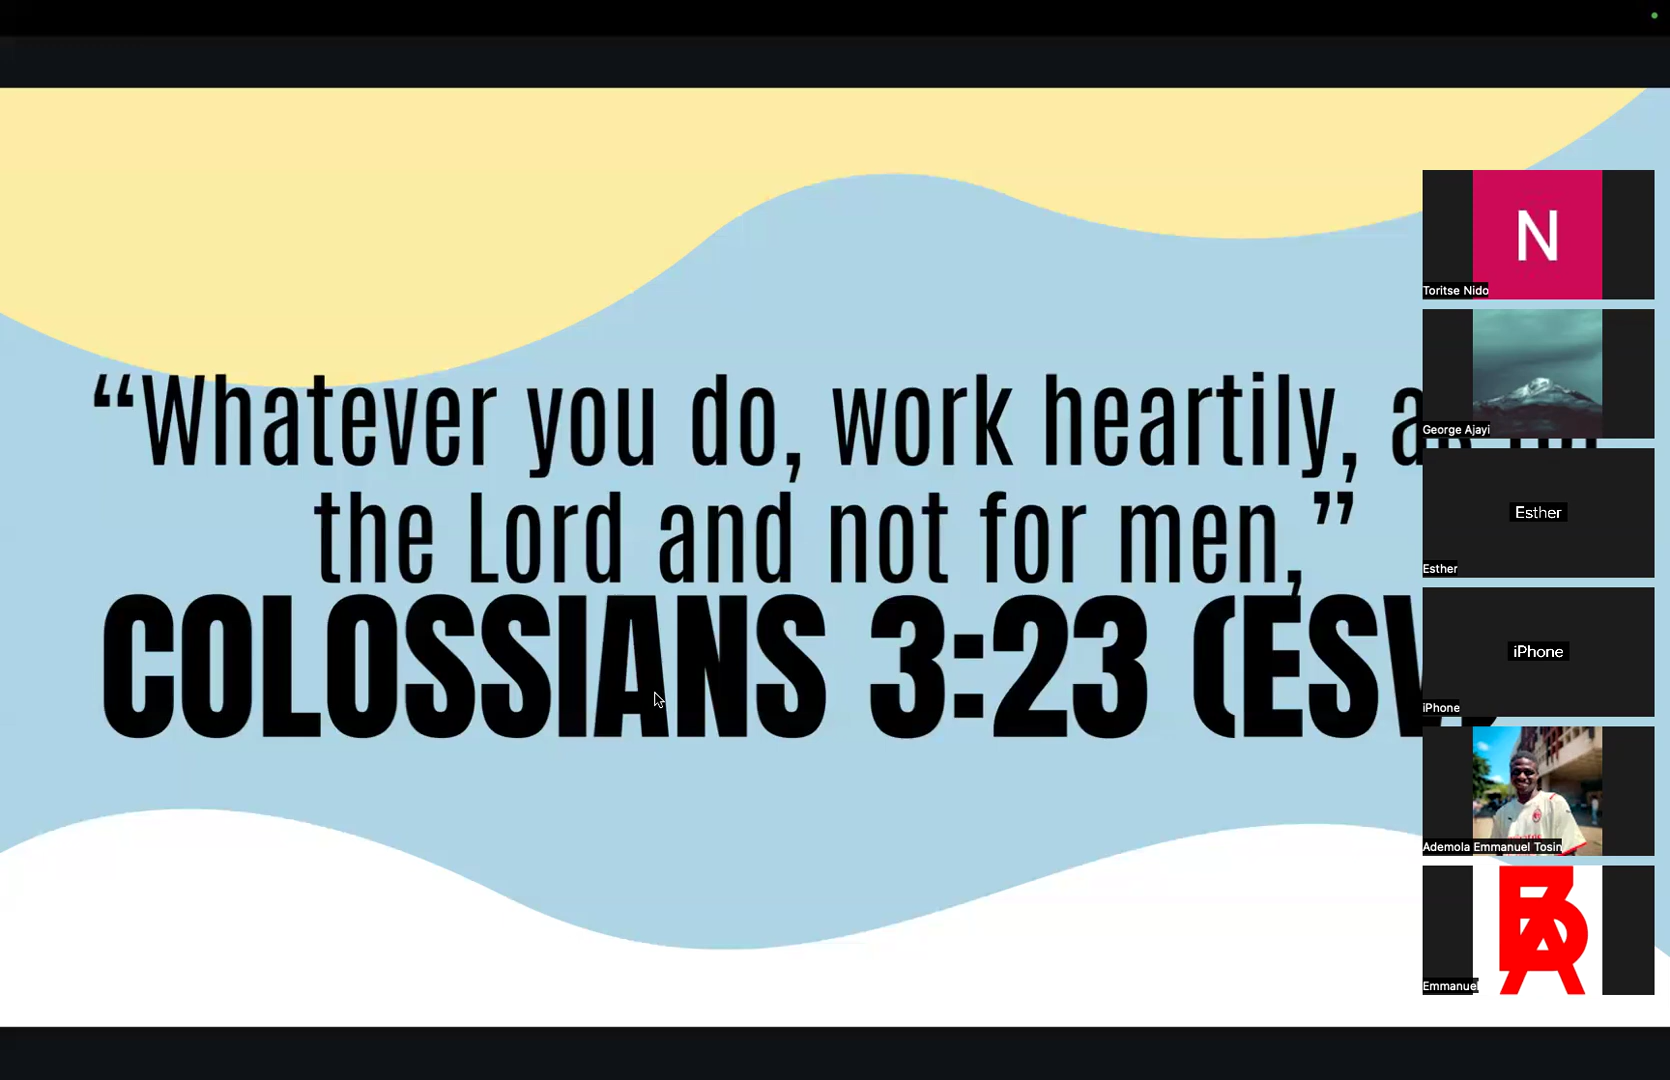 “Whatever you do, work heartily,
the Lord and not for men,”
COLOSSIANS 3:23 (ESV)
N
Toritse Nido
George Ajayi
Esther
Esther
iPhone
iPhone
Ademola Emmanuel Tosin
Emmanuel